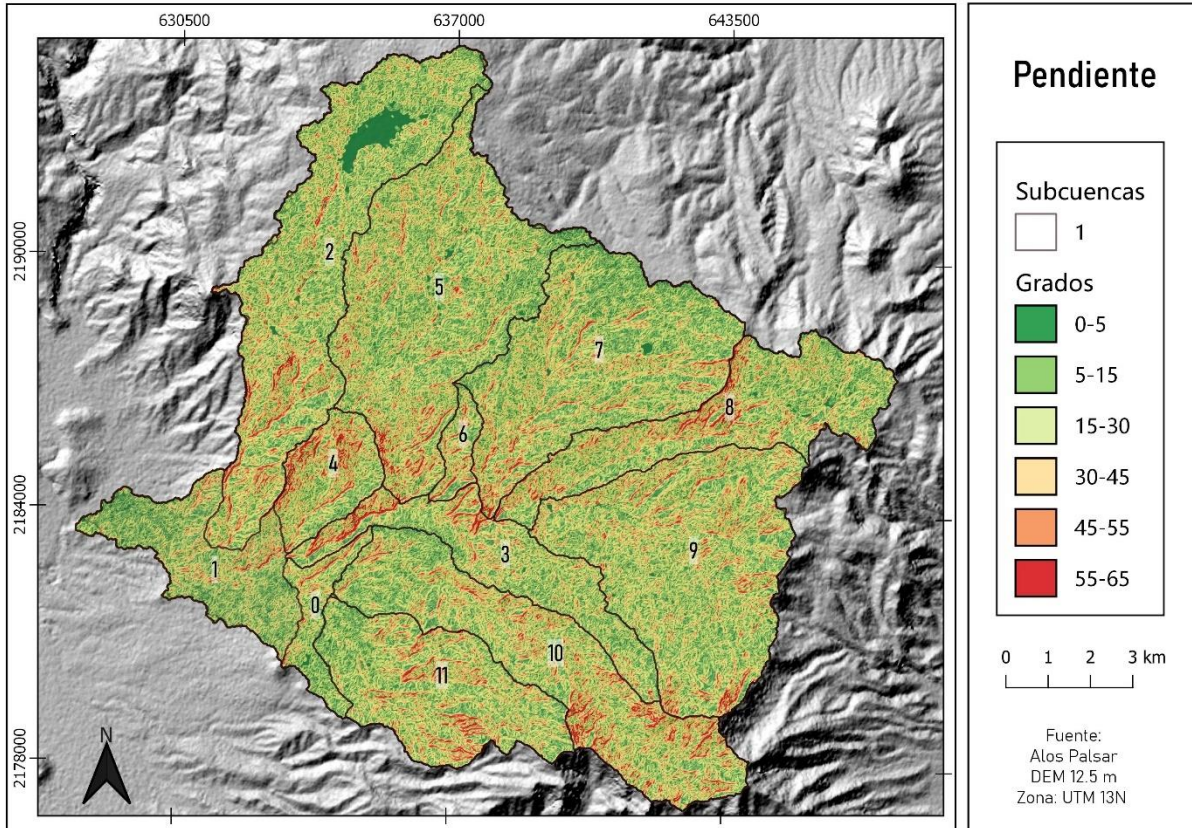 630500
637000
643500
2190000
2184000
2178000
2
5
7
8
6
4
9
3
1
0
10
11
N
Pendiente
Subcuencas
1
Grados
0-5
5-15
15-30
30-45
45-55
55-65
0 1 2 3 km
Fuente:
Alos Palsar
DEM 12.5 m
Zona: UTM 13N